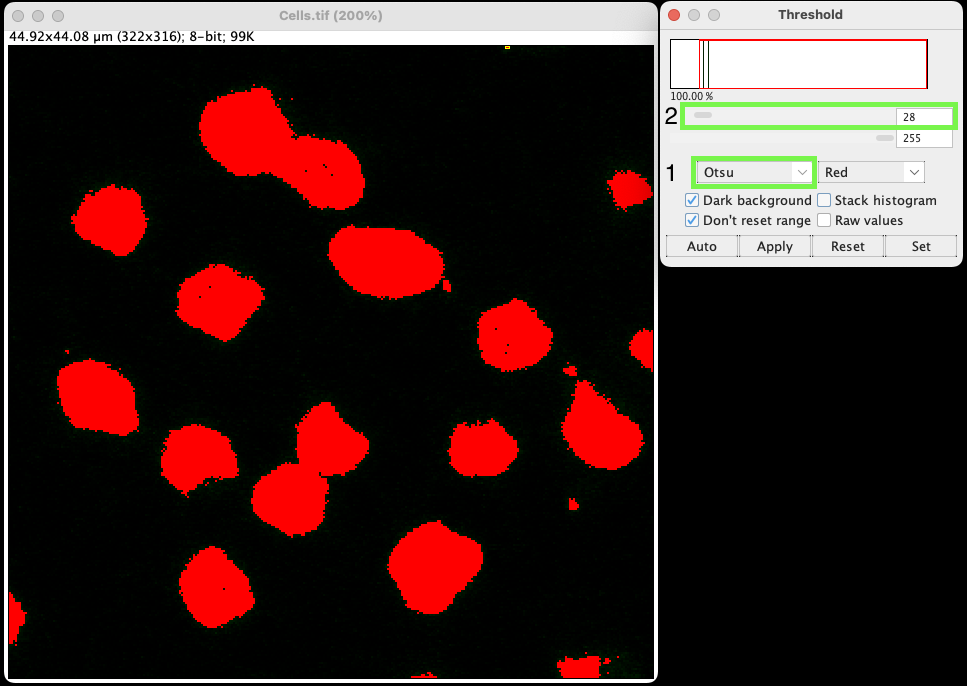 Cells.tif (200%)
44.92x44.08 µm (322x316); 8-bit; 99K
Threshold
100.00 %
2 28
255
1 Otsu Red
Dark background Stack histogram
Don't reset range Raw values
Auto Apply Reset Set